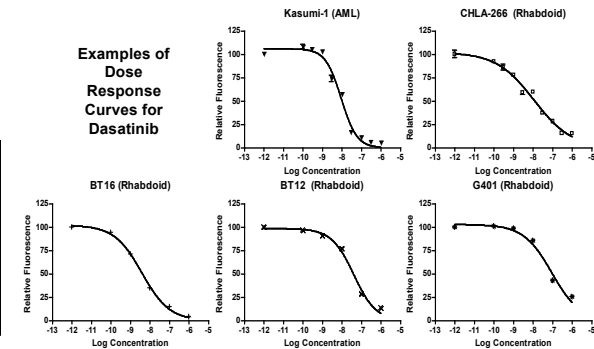 Examples of
Dose
Response
Curves for
Dasatinib
Kasumi-1 (AML)
Relative Fluorescence
125
100
75
50
25
0
-13 -12 -11 -10 -9 -8 -7 -6 -5
Log Concentration
CHLA-266 (Rhabdoid)
Relative Fluorescence
125
100
75
50
25
0
-13 -12 -11 -10 -9 -8 -7 -6 -5
Log Concentration
BT16 (Rhabdoid)
Relative Fluorescence
125
100
75
50
25
0
-13 -12 -11 -10 -9 -8 -7 -6 -5
Log Concentration
BT12 (Rhabdoid)
Relative Fluorescence
125
100
75
50
25
0
-13 -12 -11 -10 -9 -8 -7 -6 -5
Log Concentration
G401 (Rhabdoid)
Relative Fluorescence
125
100
75
50
25
0
-13 -12 -11 -10 -9 -8 -7 -6 -5
Log Concentration